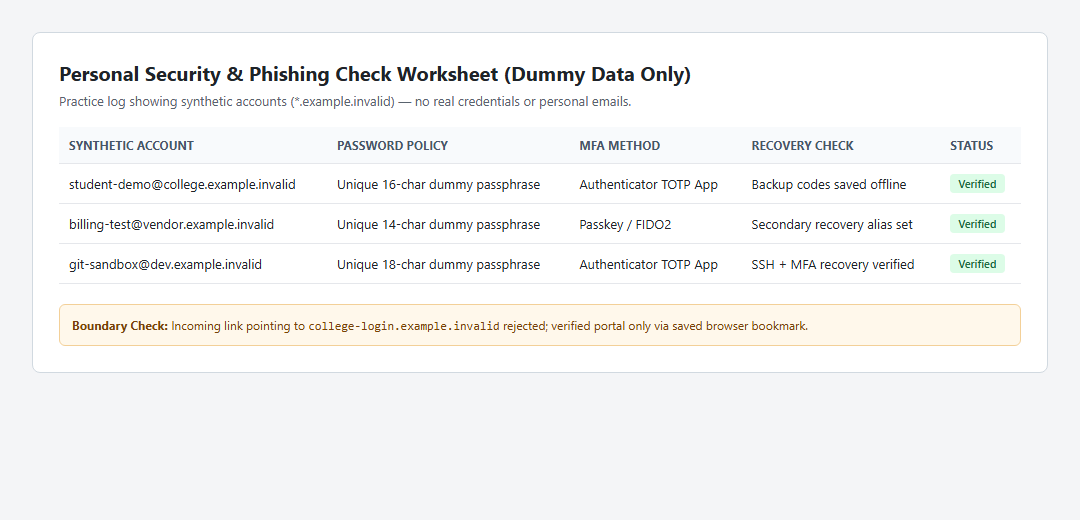 Personal Security & Phishing Check Worksheet (Dummy Data Only)
Practice log showing synthetic accounts (*.example.invalid) — no real credentials or personal emails.
SYNTHETIC ACCOUNT PASSWORD POLICY MFA METHOD RECOVERY CHECK STATUS
student-demo@college.example.invalid Unique 16-char dummy passphrase Authenticator TOTP App Backup codes saved offline Verified
billing-test@vendor.example.invalid Unique 14-char dummy passphrase Passkey / FIDO2 Secondary recovery alias set Verified
git-sandbox@dev.example.invalid Unique 18-char dummy passphrase Authenticator TOTP App SSH + MFA recovery verified Verified
Boundary Check: Incoming link pointing to college-login.example.invalid rejected; verified portal only via saved browser bookmark.